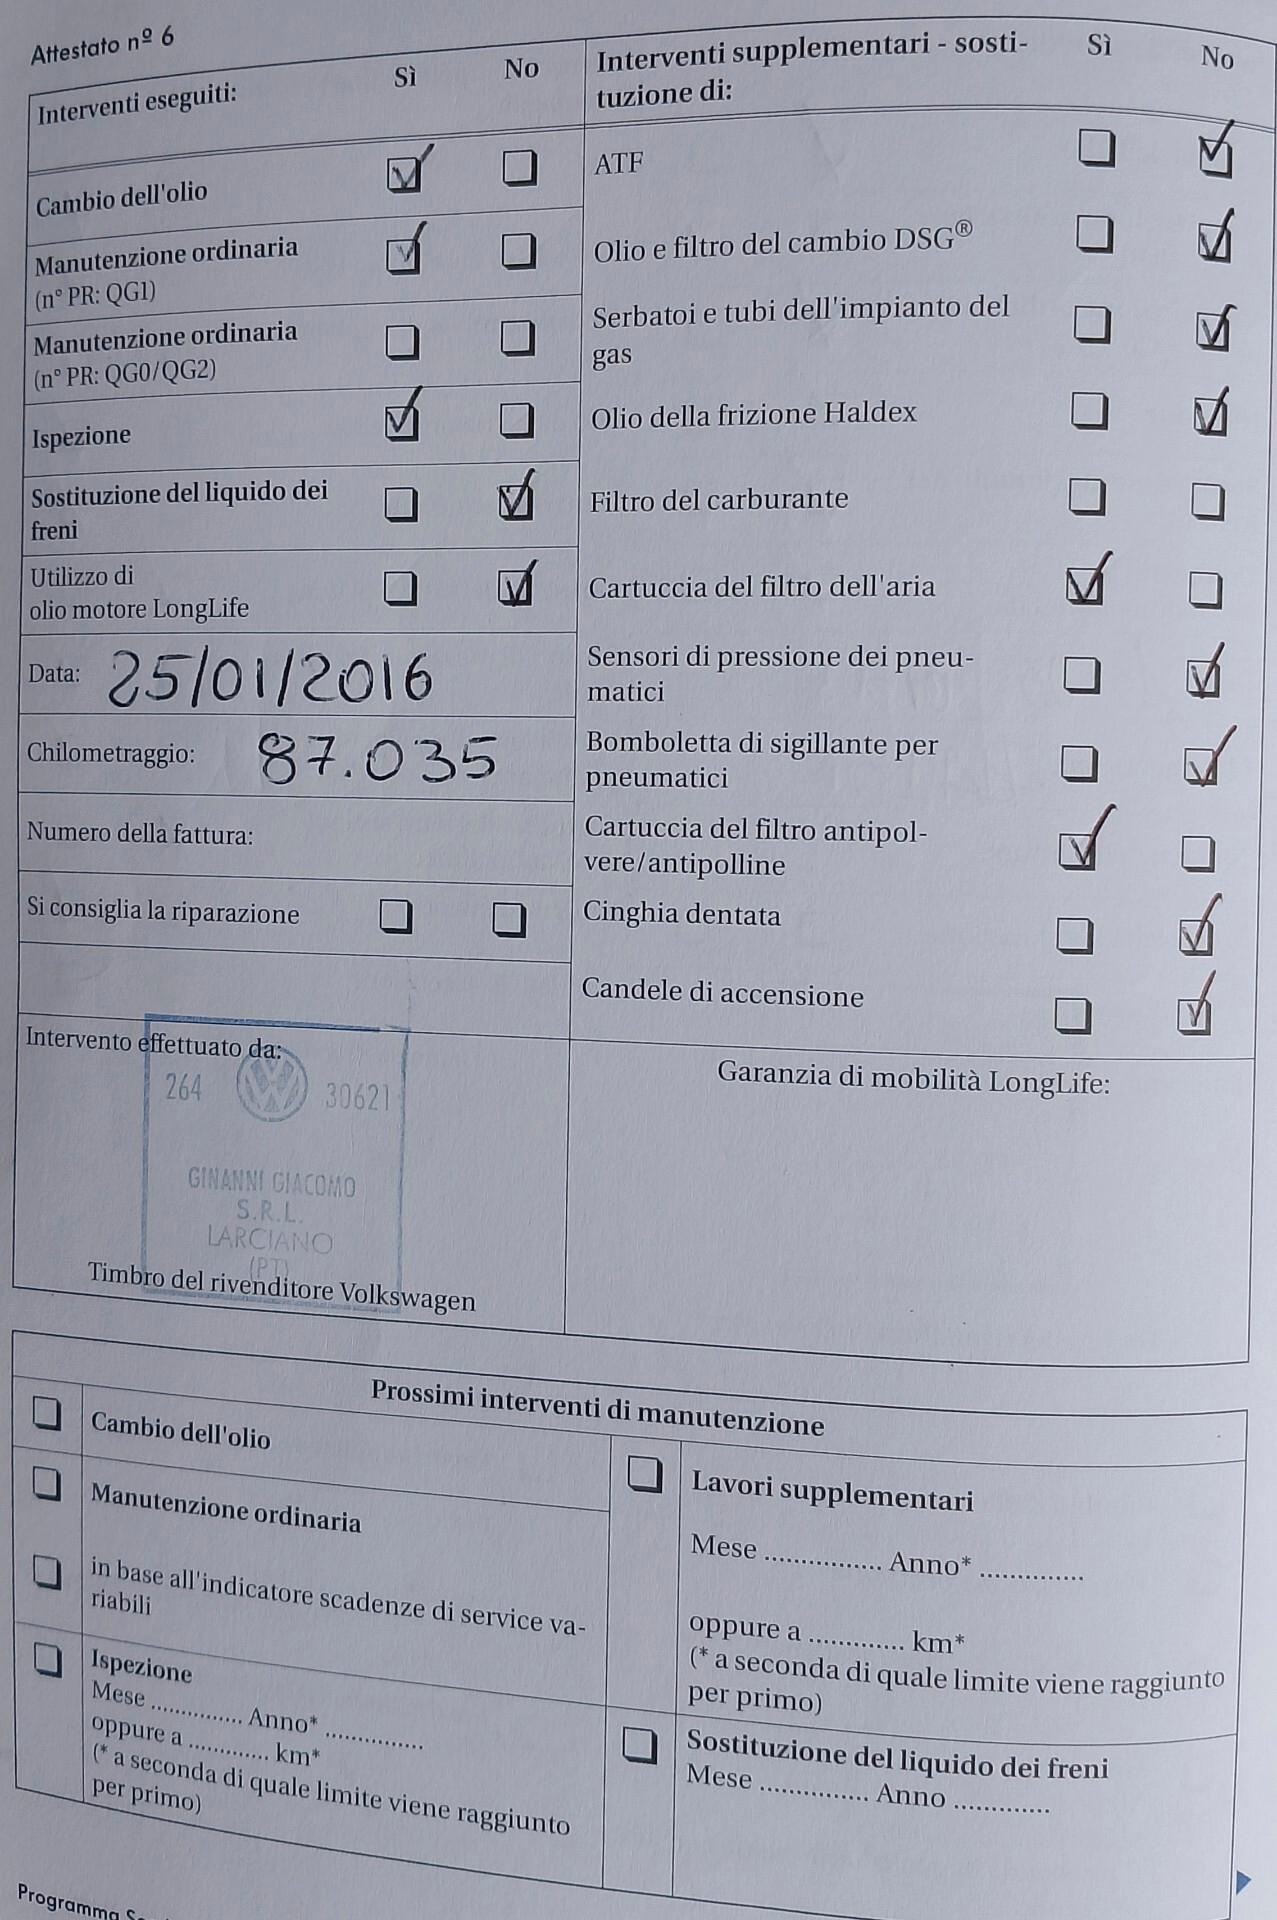 Attestato nº 6
Interventi eseguiti: Sì No
Cambio dell'olio
Manutenzione ordinaria
(n° PR: QG1)
Manutenzione ordinaria
(n° PR: QG0/QG2)
Ispezione
Sostituzione del liquido dei
freni
Utilizzo di
olio motore LongLife
Data: 25/01/2016
Chilometraggio: 87.035
Numero della fattura:
Si consiglia la riparazione
Intervento effettuato da:
264 30621
GINANNI GIACOMO
S.R.L.
LARCIANO
(PT)
Timbro del rivenditore Volkswagen
Interventi supplementari - sosti-
tuzione di: Sì No
ATF
Olio e filtro del cambio DSG®
Serbatoi e tubi dell'impianto del
gas
Olio della frizione Haldex
Filtro del carburante
Cartuccia del filtro dell'aria
Sensori di pressione dei pneu-
matici
Bomboletta di sigillante per
pneumatici
Cartuccia del filtro antipol-
vere/antipolline
Cinghia dentata
Candele di accensione
Garanzia di mobilità LongLife:
Prossimi interventi di manutenzione
Cambio dell'olio
Manutenzione ordinaria
in base all'indicatore scadenze di service va-
riabili
Ispezione
Mese ............... Anno* ...............
oppure a ............. km*
(* a seconda di quale limite viene raggiunto
per primo)
Lavori supplementari
Mese ................ Anno* ..............
oppure a ............. km*
(* a seconda di quale limite viene raggiunto
per primo)
Sostituzione del liquido dei freni
Mese ................ Anno .............
Programma